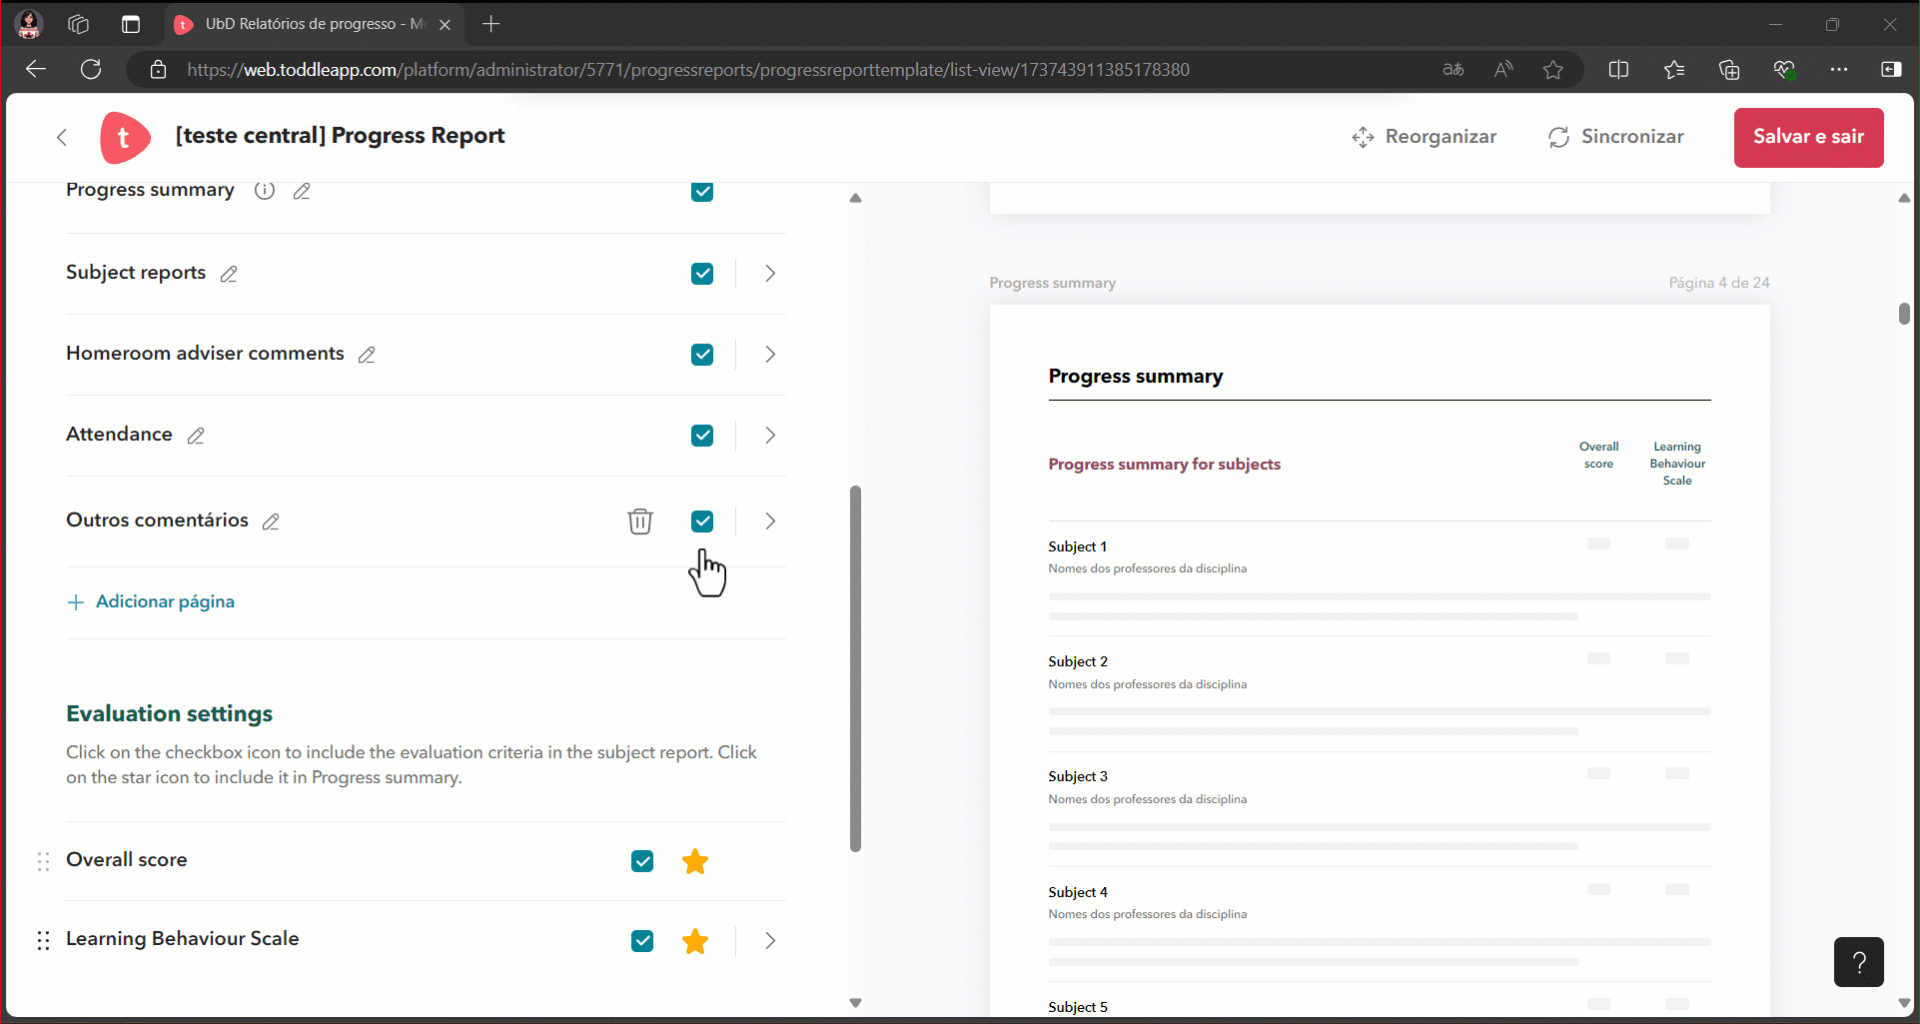 UbD Relatórios de progresso - Mo
https://web.toddleapp.com/platform/administrator/5771/progressreports/progressreporttemplate/list-view/173743911385178380
[teste central] Progress Report
Reorganizar
Sincronizar
Salvar e sair
Progress summary
Subject reports
Homeroom adviser comments
Attendance
Outros comentários
+ Adicionar página
Evaluation settings
Click on the checkbox icon to include the evaluation criteria in the subject report. Click
on the star icon to include it in Progress summary.
Overall score
Learning Behaviour Scale
Progress summary
Página 4 de 24
Progress summary
Progress summary for subjects
Overall
score
Learning
Behaviour
Scale
Subject 1
Nomes dos professores da disciplina
Subject 2
Nomes dos professores da disciplina
Subject 3
Nomes dos professores da disciplina
Subject 4
Nomes dos professores da disciplina
Subject 5
?